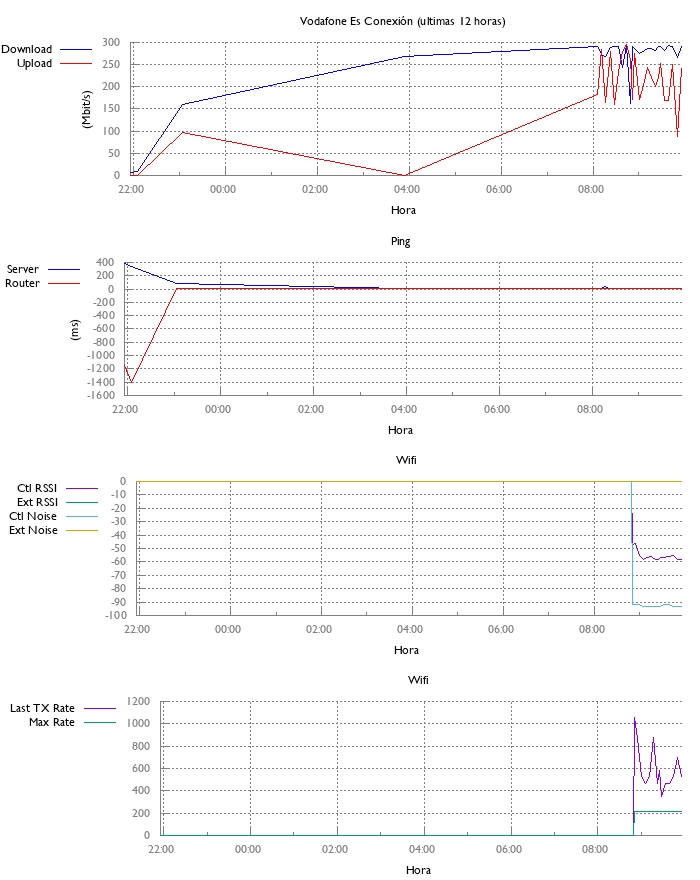 Vodafone Es Conexión (ultimas 12 horas)
Download
Upload
(Mbit/s)
300
250
200
150
100
50
0
22:00 00:00 02:00 04:00 06:00 08:00
Hora
Ping
Server
Router
(ms)
400
200
0
-200
-400
-600
-800
-1000
-1200
-1400
-1600
22:00 00:00 02:00 04:00 06:00 08:00
Hora
Wifi
Ctl RSSI
Ext RSSI
Ctl Noise
Ext Noise
0
-10
-20
-30
-40
-50
-60
-70
-80
-90
-100
22:00 00:00 02:00 04:00 06:00 08:00
Hora
Wifi
Last TX Rate
Max Rate
1200
1000
800
600
400
200
0
22:00 00:00 02:00 04:00 06:00 08:00
Hora